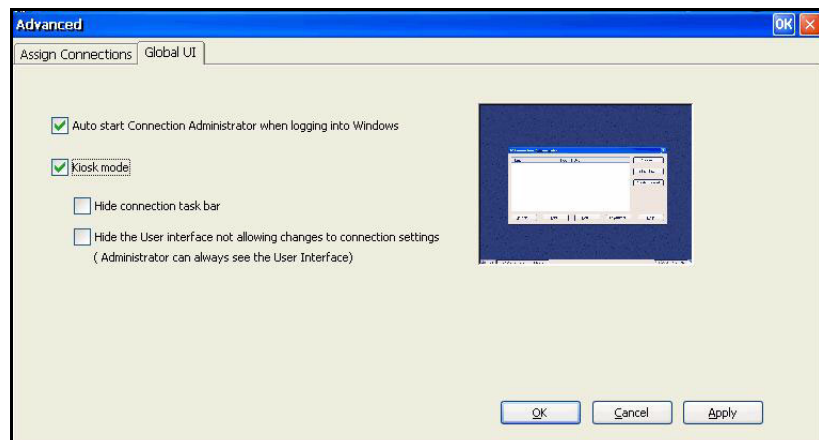 Advanced
OK
Assign Connections
Global UI
Auto start Connection Administrator when logging into Windows
Kiosk mode
Hide connection task bar
Hide the User interface not allowing changes to connection settings
( Administrator can always see the User Interface)
OK
Cancel
Apply